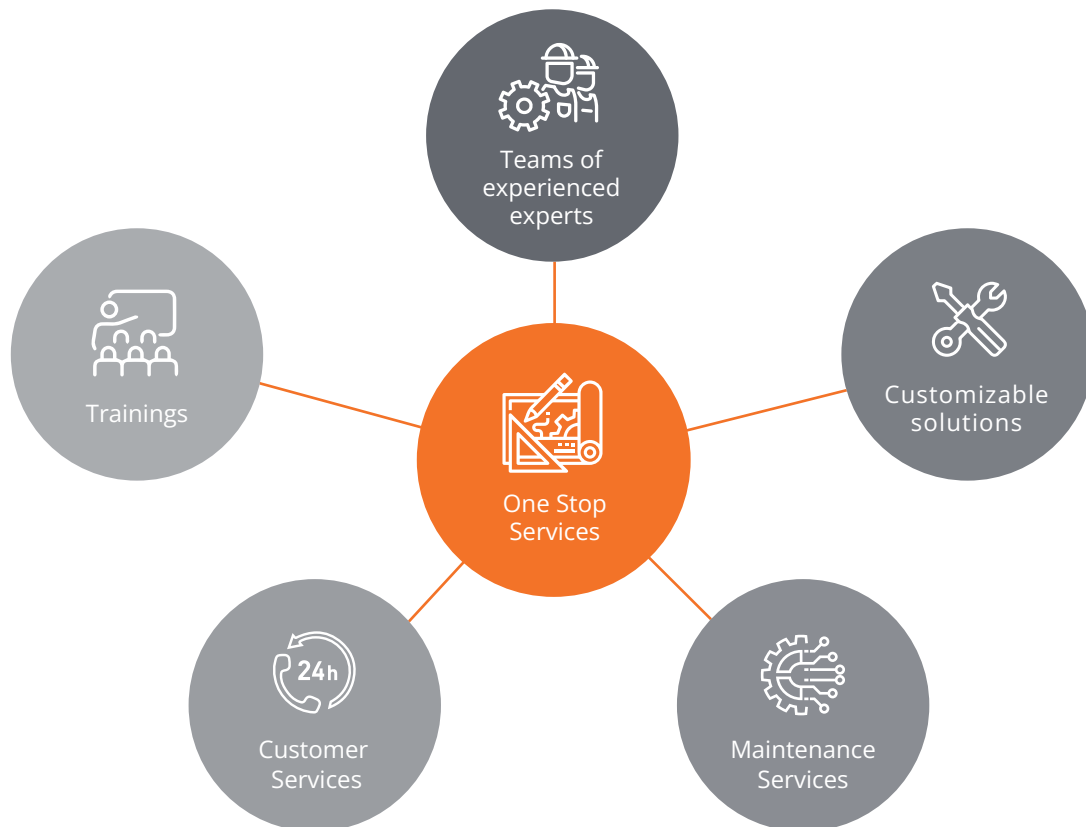 Teams of
experienced
experts
Customizable
solutions
Trainings
One Stop
Services
24h
Customer
Services
Maintenance
Services